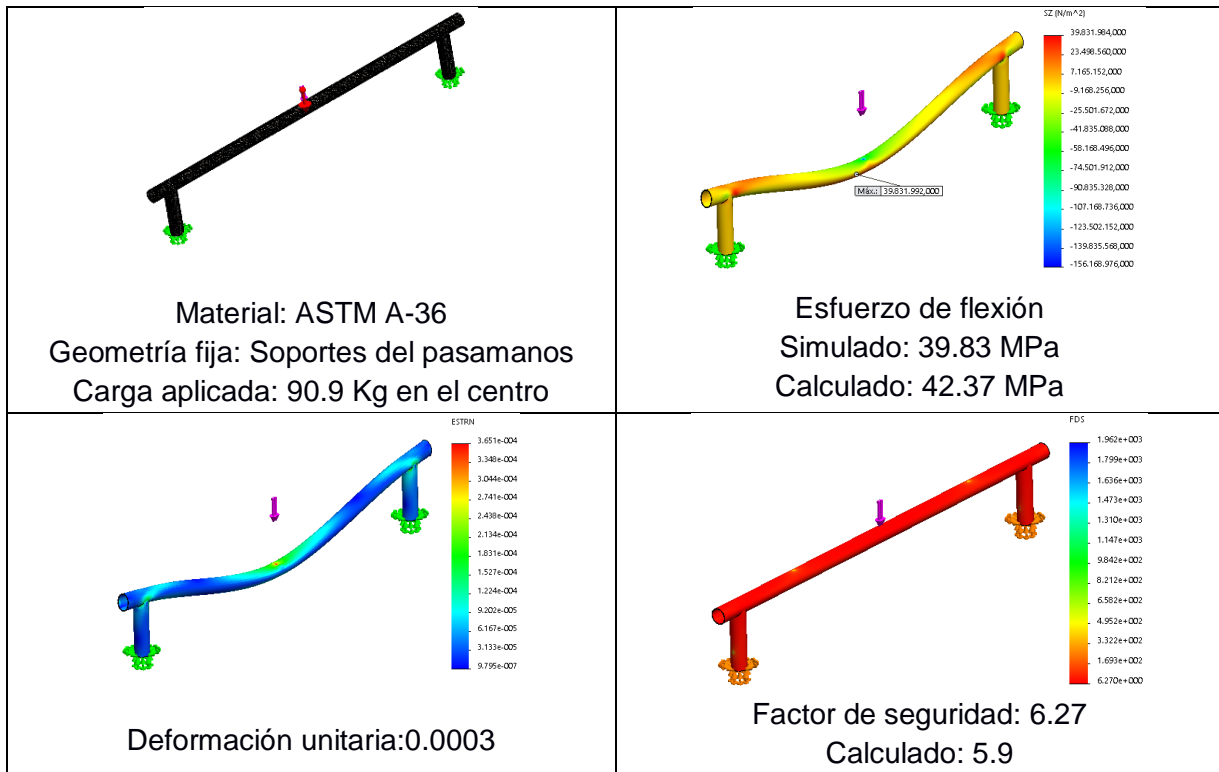 Material: ASTM A-36
Geometría fija: Soportes del pasamanos
Carga aplicada: 90.9 Kg en el centro
SZ (N/m^2)
39.831.984,000
23.498.560,000
7.165.152,000
-9.168.256,000
-25.501.672,000
-41.835.088,000
-58.168.496,000
-74.501.912,000
-90.835.328,000
-107.168.736,000
-123.502.152,000
-139.835.568,000
-156.168.976,000
Máx.: 39.831.992,000
Esfuerzo de flexión
Simulado: 39.83 MPa
Calculado: 42.37 MPa
ESTRN
3.651e-004
3.348e-004
3.044e-004
2.741e-004
2.438e-004
2.134e-004
1.831e-004
1.527e-004
1.224e-004
9.202e-005
6.167e-005
3.133e-005
9.795e-007
Deformación unitaria:0.0003
FDS
1.962e+003
1.799e+003
1.636e+003
1.473e+003
1.310e+003
1.147e+003
9.842e+002
8.212e+002
6.582e+002
4.952e+002
3.322e+002
1.693e+002
6.270e+000
Factor de seguridad: 6.27
Calculado: 5.9